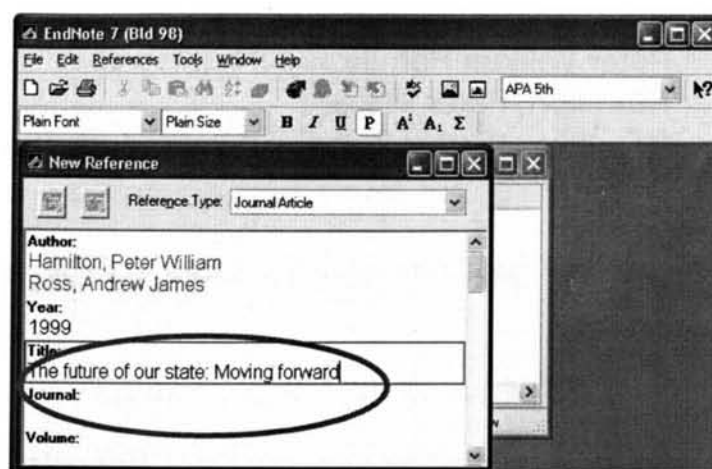 EndNote 7 (Bld 98)
File Edit References Tools Window Help
APA 5th
Plain Font Plain Size B I U P A¹ A₁ Σ
New Reference
Reference Type: Journal Article
Author:
Hamilton, Peter William
Ross, Andrew James
Year:
1999
Title:
The future of our state: Moving forward
Journal:
Volume: